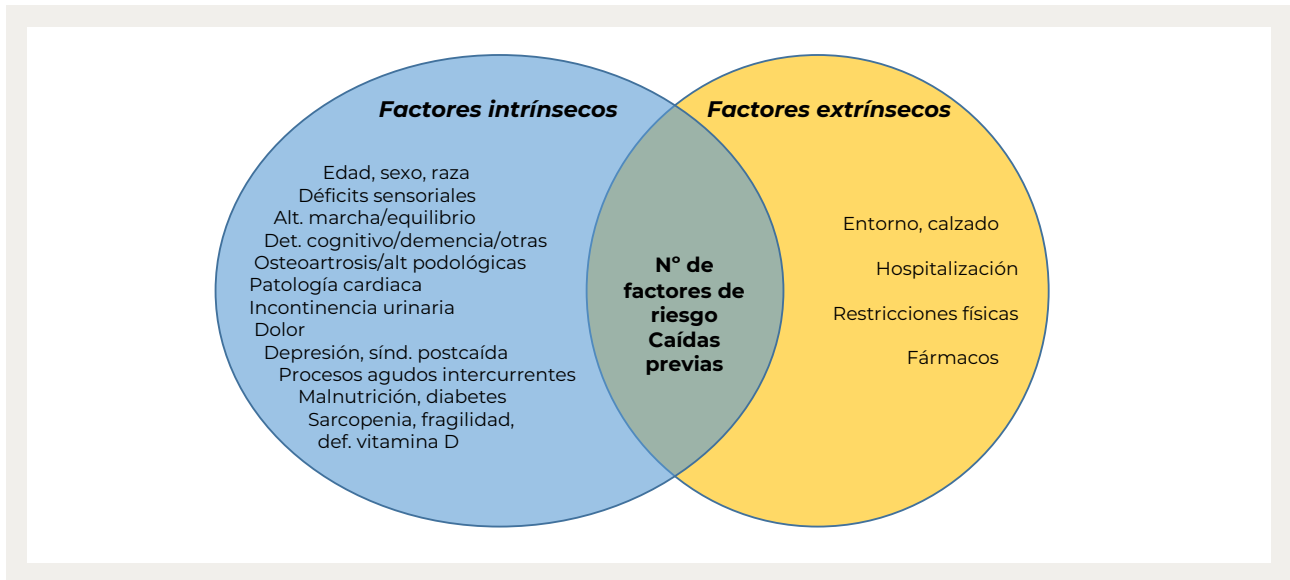 Factores intrínsecos
Edad, sexo, raza
Déficits sensoriales
Alt. marcha/equilibrio
Det. cognitivo/demencia/otras
Osteoartrosis/alt podológicas
Patología cardiaca
Incontinencia urinaria
Dolor
Depresión, sínd. postcaída
Procesos agudos intercurrentes
Malnutrición, diabetes
Sarcopenia, fragilidad,
def. vitamina D
Nº de
factores de
riesgo
Caídas
previas
Factores extrínsecos
Entorno, calzado
Hospitalización
Restricciones físicas
Fármacos